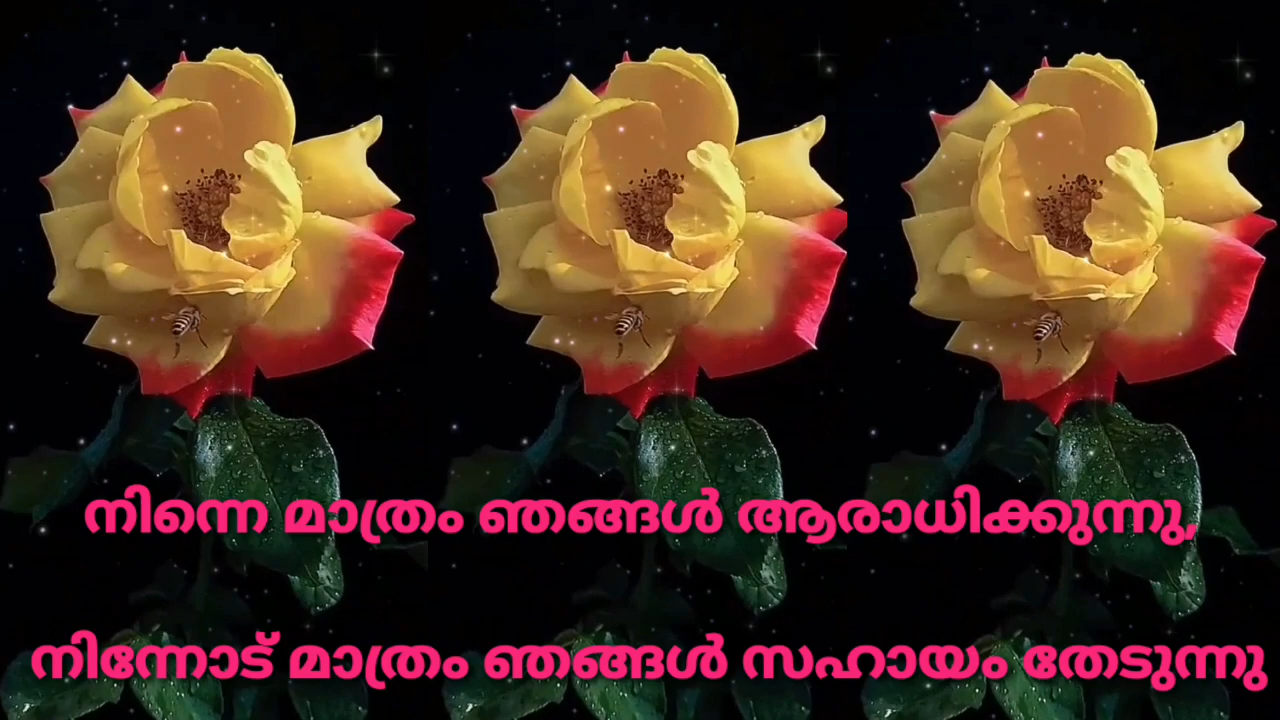 നിന്നെ മാത്രം ഞങ്ങൾ ആരാധിക്കുന്നു,
നിന്നോട് മാത്രം ഞങ്ങൾ സഹായം തേടുന്നു